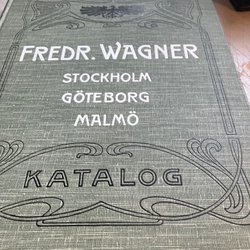 FREDR. WAGNER
STOCKHOLM
GÖTEBORG
MALMÖ
KATALOG